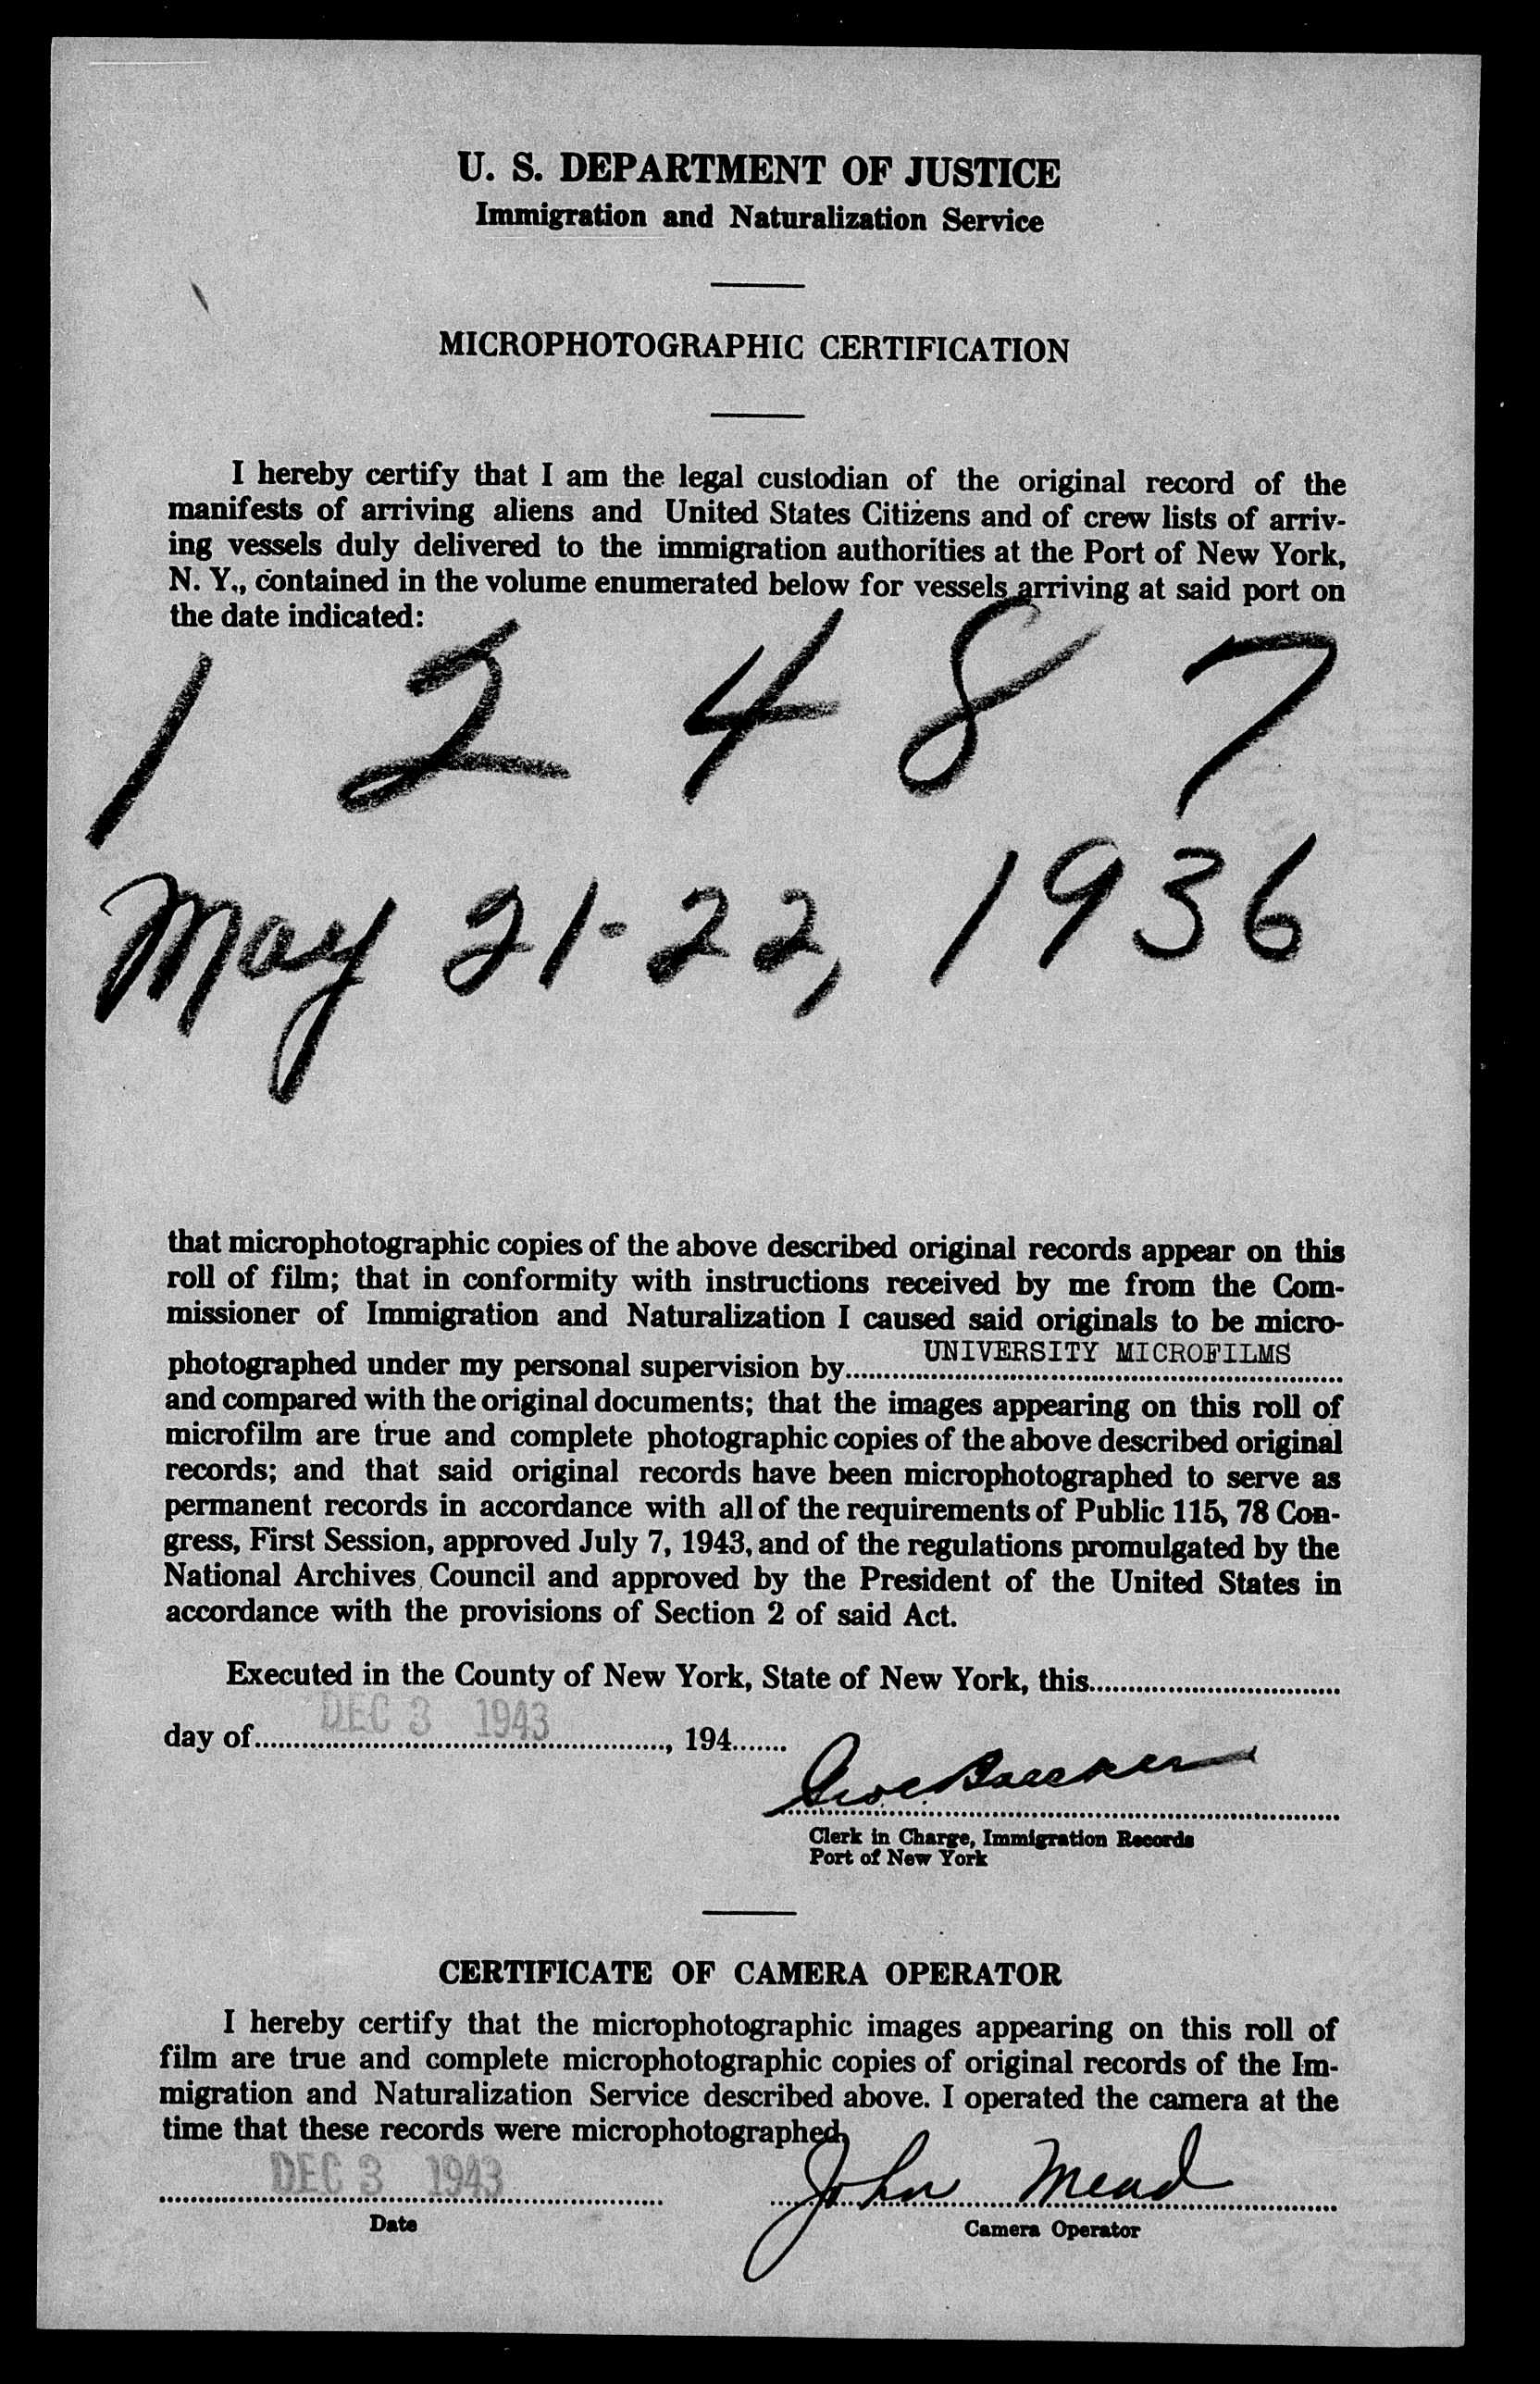 U. S. DEPARTMENT OF JUSTICE
Immigration and Naturalization Service
MICROPHOTOGRAPHIC CERTIFICATION
I hereby certify that I am the legal custodian of the original record of the
manifests of arriving aliens and United States Citizens and of crew lists of arriv-
ing vessels duly delivered to the immigration authorities at the Port of New York,
N. Y., contained in the volume enumerated below for vessels arriving at said port on
the date indicated:
1 2 4 8 7
May 21-22, 1936
that microphotographic copies of the above described original records appear on this
roll of film; that in conformity with instructions received by me from the Com-
missioner of Immigration and Naturalization I caused said originals to be micro-
photographed under my personal supervision by UNIVERSITY MICROFILMS
and compared with the original documents; that the images appearing on this roll of
microfilm are true and complete photographic copies of the above described original
records; and that said original records have been microphotographed to serve as
permanent records in accordance with all of the requirements of Public 115, 78 Con-
gress, First Session, approved July 7, 1943, and of the regulations promulgated by the
National Archives Council and approved by the President of the United States in
accordance with the provisions of Section 2 of said Act.
Executed in the County of New York, State of New York, this
day of DEC 3 1943, 194
Clerk in Charge, Immigration Records
Port of New York
CERTIFICATE OF CAMERA OPERATOR
I hereby certify that the microphotographic images appearing on this roll of
film are true and complete microphotographic copies of original records of the Im-
migration and Naturalization Service described above. I operated the camera at the
time that these records were microphotographed.
DEC 3 1943 John Mead
Date Camera Operator